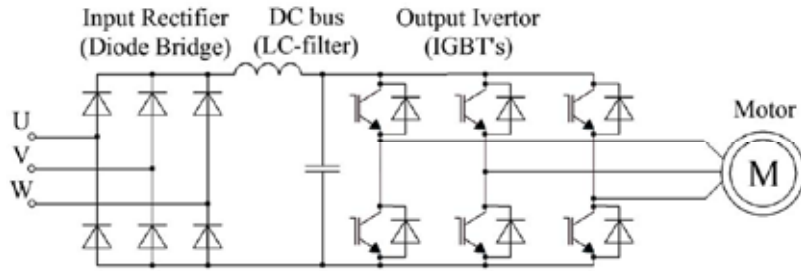 Input Rectifier
(Diode Bridge)
DC bus
(LC-filter)
Output Ivertor
(IGBT's)
Motor
U
V
W
M